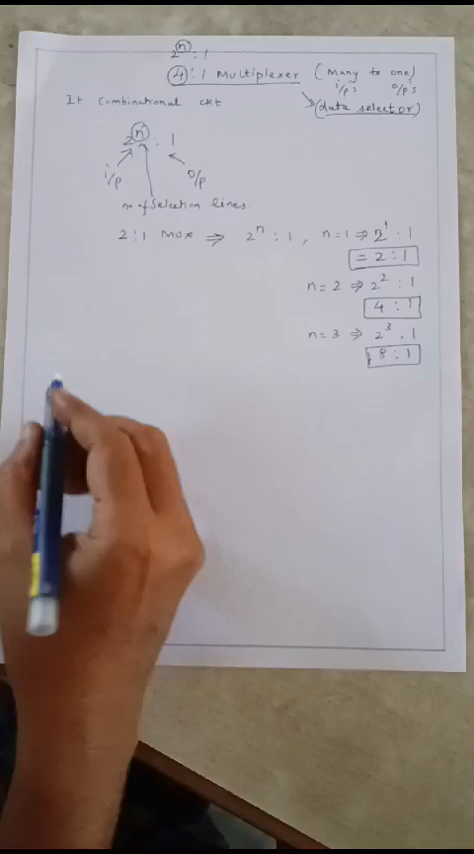 2ⁿ : 1
4 : 1 Multiplexer (Many to one)
i/p's o/p's
It Combinational ckt (data selector)
2ⁿ : 1
i/p o/p
no of Selection lines.
2 : 1 Mux ⇒ 2ⁿ : 1 , n = 1 ⇒ 2¹ : 1
= 2 : 1
n = 2 ⇒ 2² : 1
4 : 1
n = 3 ⇒ 2³ : 1
8 : 1